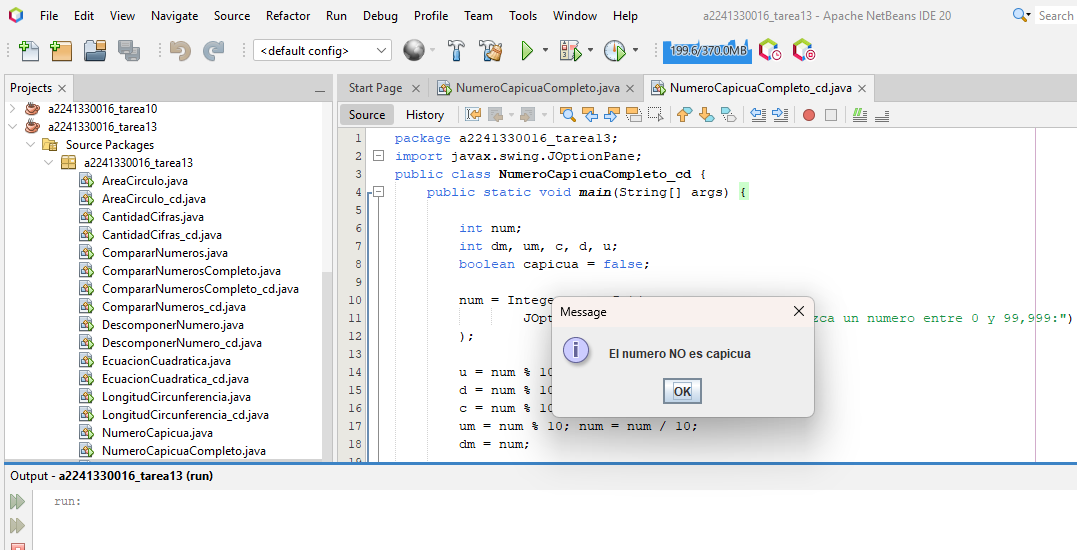 File Edit View Navigate Source Refactor Run Debug Profile Team Tools Window Help a2241330016_tarea13 - Apache NetBeans IDE 20 Search
<default config> 199.6/370.0MB
Projects Start Page NumeroCapicuaCompleto.java NumeroCapicuaCompleto_cd.java
a2241330016_tarea10
a2241330016_tarea13
Source Packages
a2241330016_tarea13
AreaCirculo.java
AreaCirculo_cd.java
CantidadCifras.java
CantidadCifras_cd.java
CompararNumeros.java
CompararNumerosCompleto.java
CompararNumerosCompleto_cd.java
CompararNumeros_cd.java
DescomponerNumero.java
DescomponerNumero_cd.java
EcuacionCuadratica.java
EcuacionCuadratica_cd.java
LongitudCircunferencia.java
LongitudCircunferencia_cd.java
NumeroCapicua.java
NumeroCapicuaCompleto.java
Source History
1 package a2241330016_tarea13;
2 import javax.swing.JOptionPane;
3 public class NumeroCapicuaCompleto_cd {
4 public static void main(String[] args) {
5
6 int num;
7 int dm, um, c, d, u;
8 boolean capicua = false;
9
10 num = Intege
11 JOpt zca un numero entre 0 y 99,999:")
12 );
13
14 u = num % 10
15 d = num % 10
16 c = num % 10
17 um = num % 10; num = num / 10;
18 dm = num;
Message
El numero NO es capicua
OK
Output - a2241330016_tarea13 (run)
run: